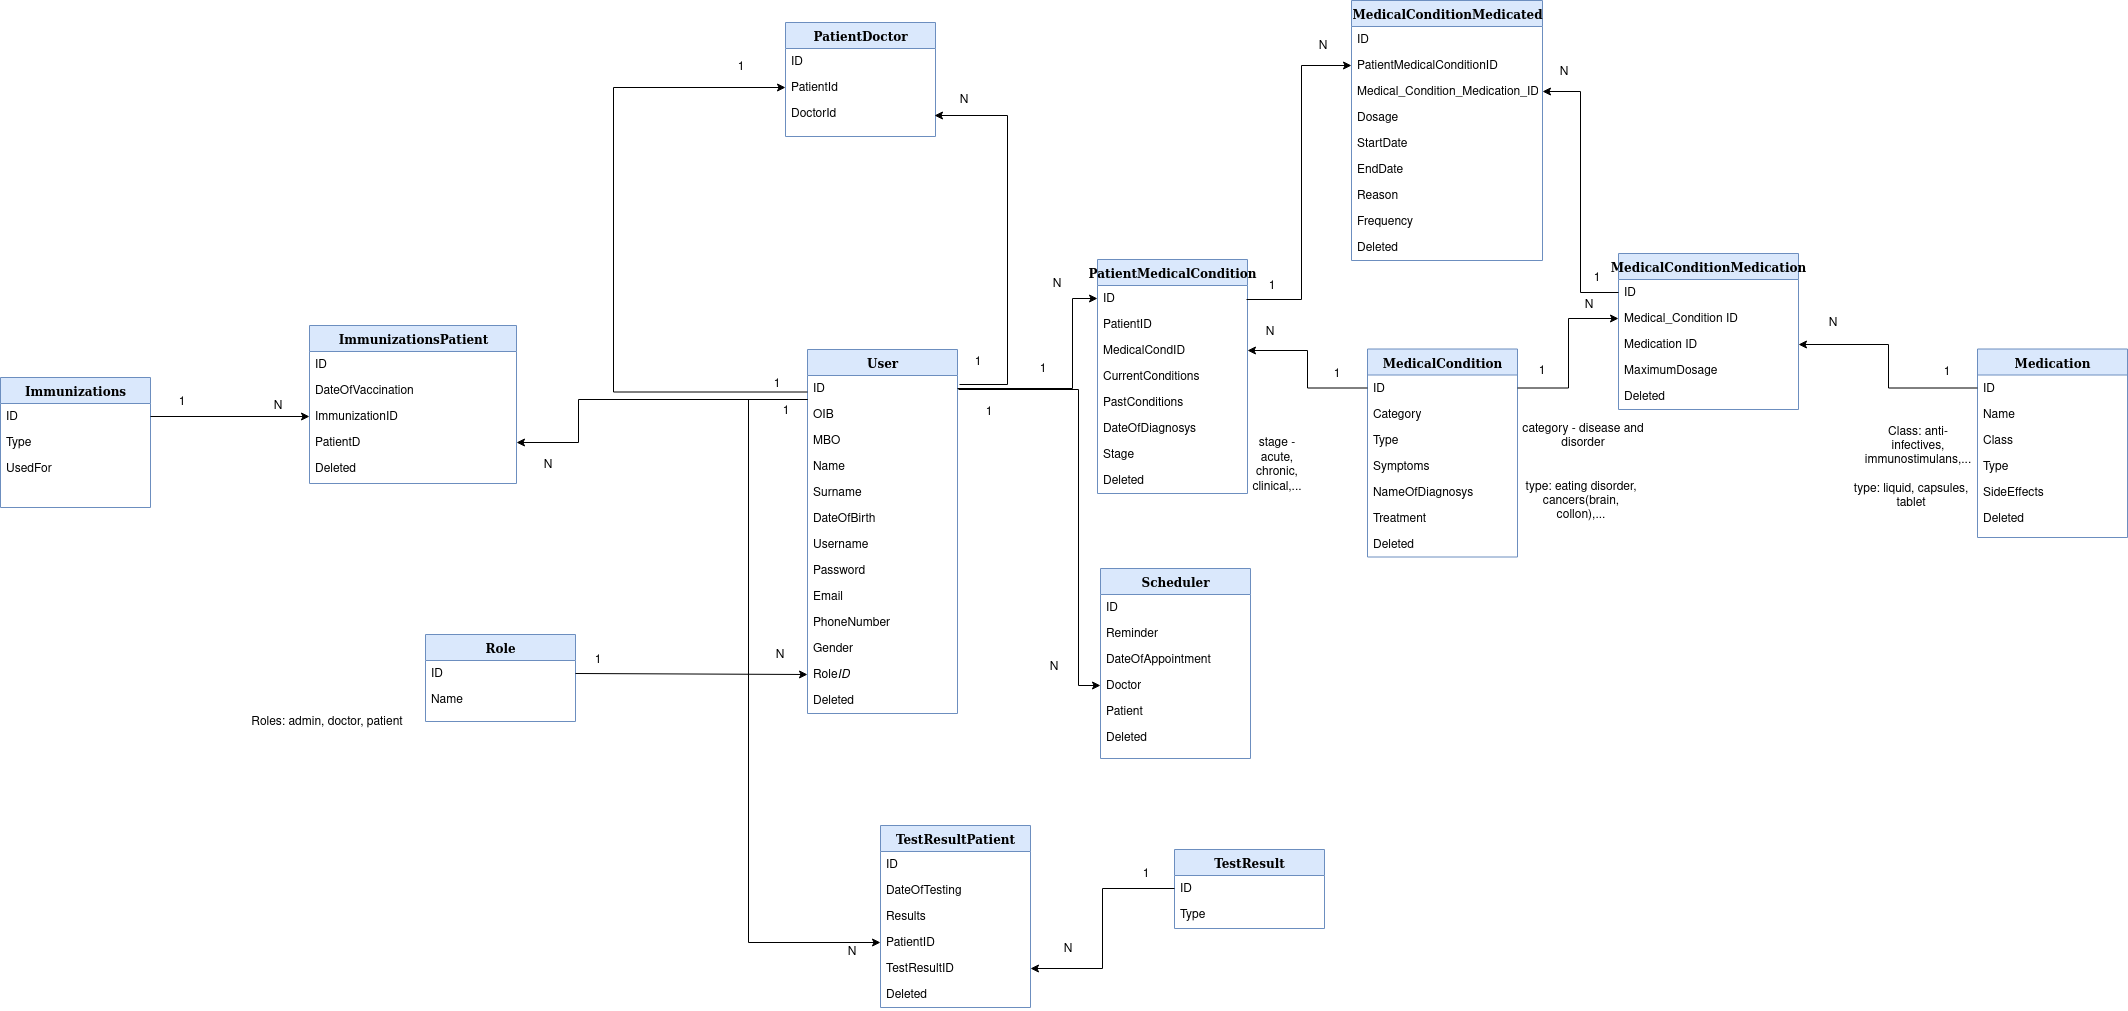 MedicalConditionMedicated
ID
PatientMedicalConditionID
Medical_Condition_Medication_ID
Dosage
StartDate
EndDate
Reason
Frequency
Deleted
N
N
1
1
PatientDoctor
ID
PatientId
DoctorId
1
N
PatientMedicalCondition
ID
PatientID
MedicalCondID
CurrentConditions
PastConditions
DateOfDiagnosys
Stage
Deleted
N
1
N
stage -
acute,
chronic,
clinical,...
MedicalConditionMedication
ID
Medical_Condition ID
Medication ID
MaximumDosage
Deleted
N
N
MedicalCondition
ID
Category
Type
Symptoms
NameOfDiagnosys
Treatment
Deleted
1
1
category - disease and
disorder
type: eating disorder,
cancers(brain,
collon),...
Medication
ID
Name
Class
Type
SideEffects
Deleted
1
Class: anti-
infectives,
immunostimulans,...
type: liquid, capsules,
tablet
Immunizations
ID
Type
UsedFor
1
N
ImmunizationsPatient
ID
DateOfVaccination
ImmunizationID
PatientD
Deleted
N
User
ID
OIB
MBO
Name
Surname
DateOfBirth
Username
Password
Email
PhoneNumber
Gender
RoleID
Deleted
1
1
1
1
N
Scheduler
ID
Reminder
DateOfAppointment
Doctor
Patient
Deleted
N
Role
ID
Name
1
Roles: admin, doctor, patient
TestResultPatient
ID
DateOfTesting
Results
PatientID
TestResultID
Deleted
N
N
TestResult
ID
Type
1